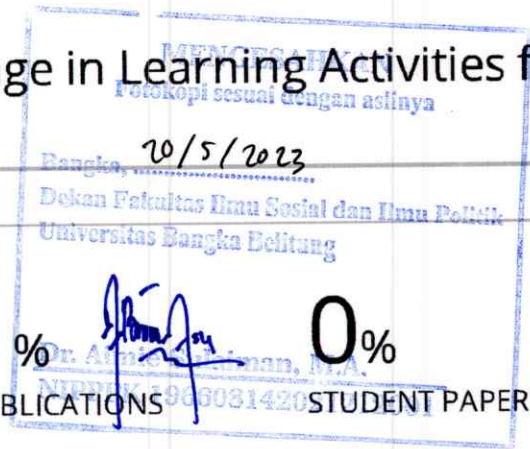 MENGESAHKAN
ge in Learning Activities f
Fotokopi sesuai dengan aslinya
Bangka, 20/5/2023
Dekan Fakultas Ilmu Sosial dan Ilmu Politik
Universitas Bangka Belitung
% 0%
Dr. M.A.
BLICATIONS STUDENT PAPER